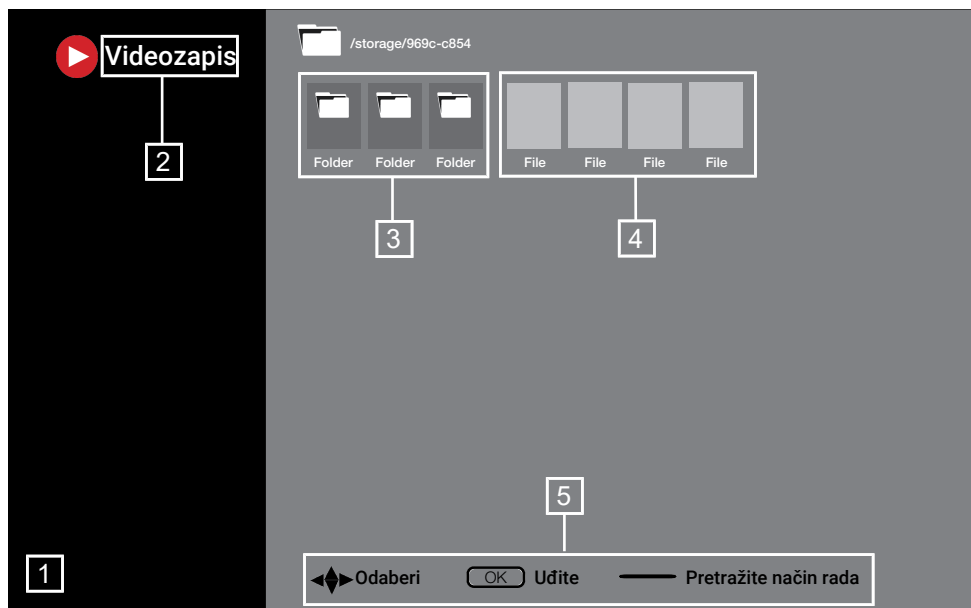 Videozapis
2
/storage/969c-c854
Folder Folder Folder
File File File File
3
4
5
1
Odaberi OK Uđite Pretražite način rada